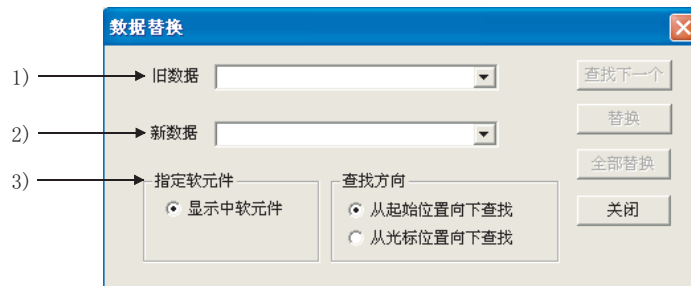 数据替换
1) 旧数据
查找下一个
2) 新数据
替换
全部替换
3) 指定软元件
查找方向
显示中软元件
从起始位置向下查找
关闭
从光标位置向下查找